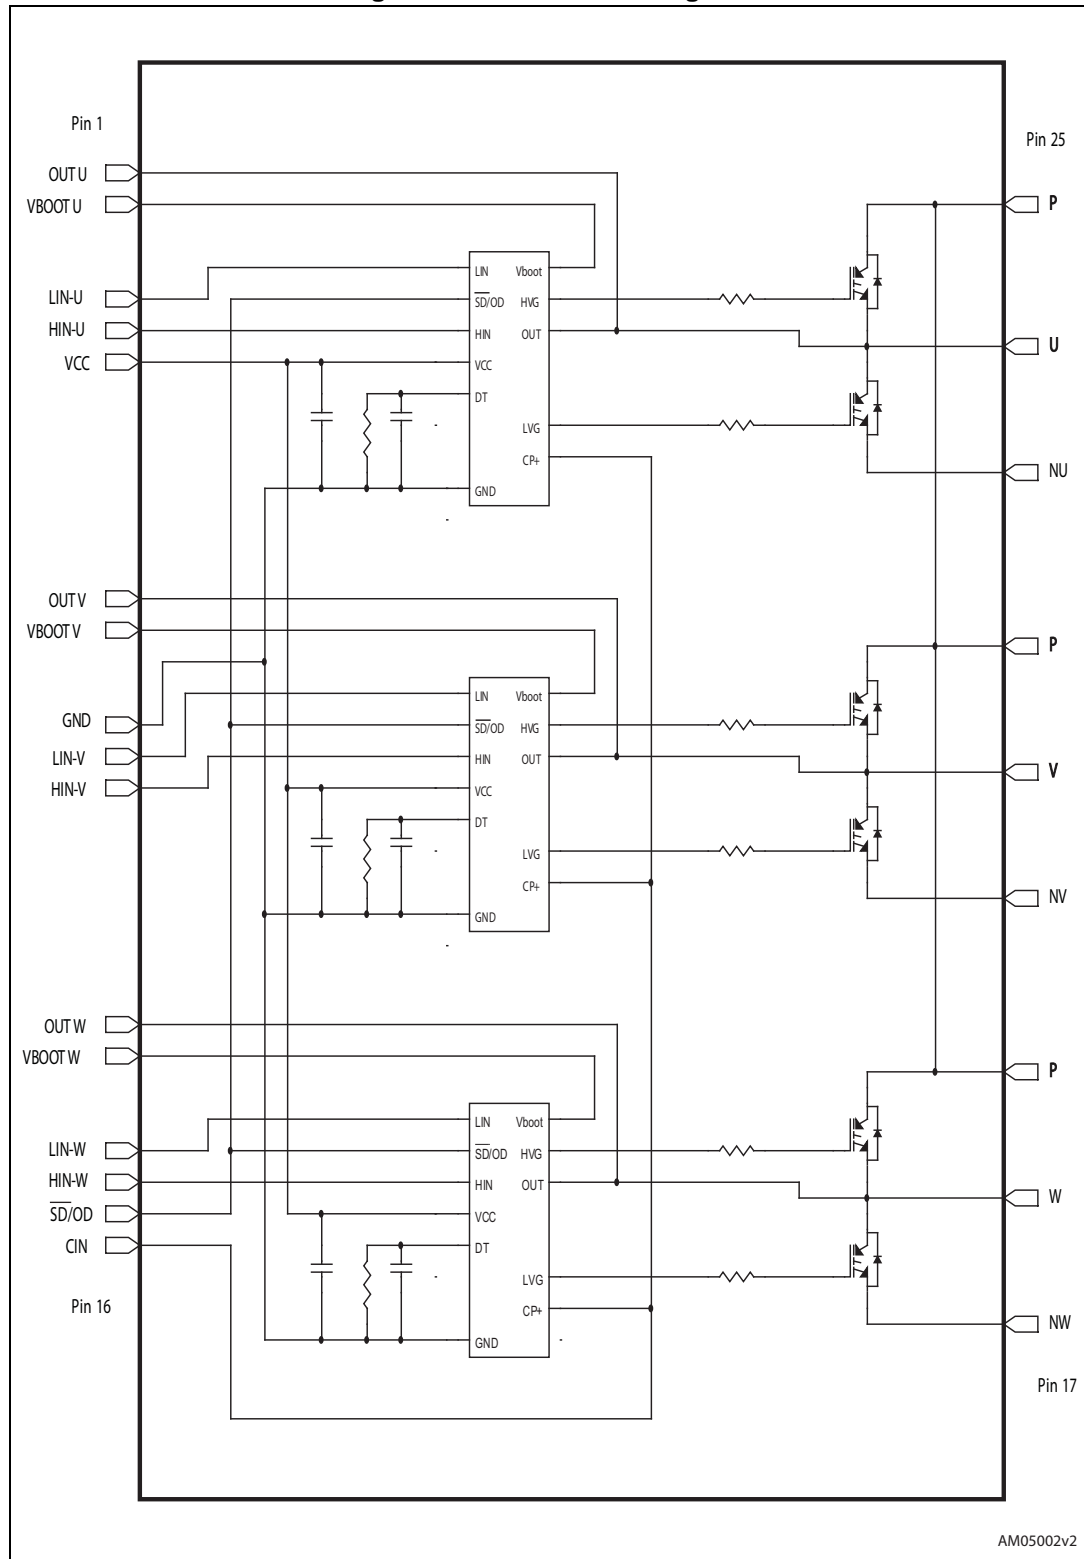 Pin 1
Pin 25
OUT U
VBOOT U
P
LIN
Vboot
LIN-U
SD/OD
HVG
HIN-U
HIN
OUT
U
VCC
VCC
DT
LVG
CP+
NU
GND
OUT V
VBOOT V
P
LIN
Vboot
GND
SD/OD
HVG
LIN-V
HIN
OUT
V
HIN-V
VCC
DT
LVG
CP+
NV
GND
OUT W
VBOOT W
P
LIN
Vboot
LIN-W
SD/OD
HVG
HIN-W
HIN
OUT
W
SD/OD
VCC
CIN
DT
LVG
Pin 16
CP+
NW
GND
Pin 17
AM05002v2